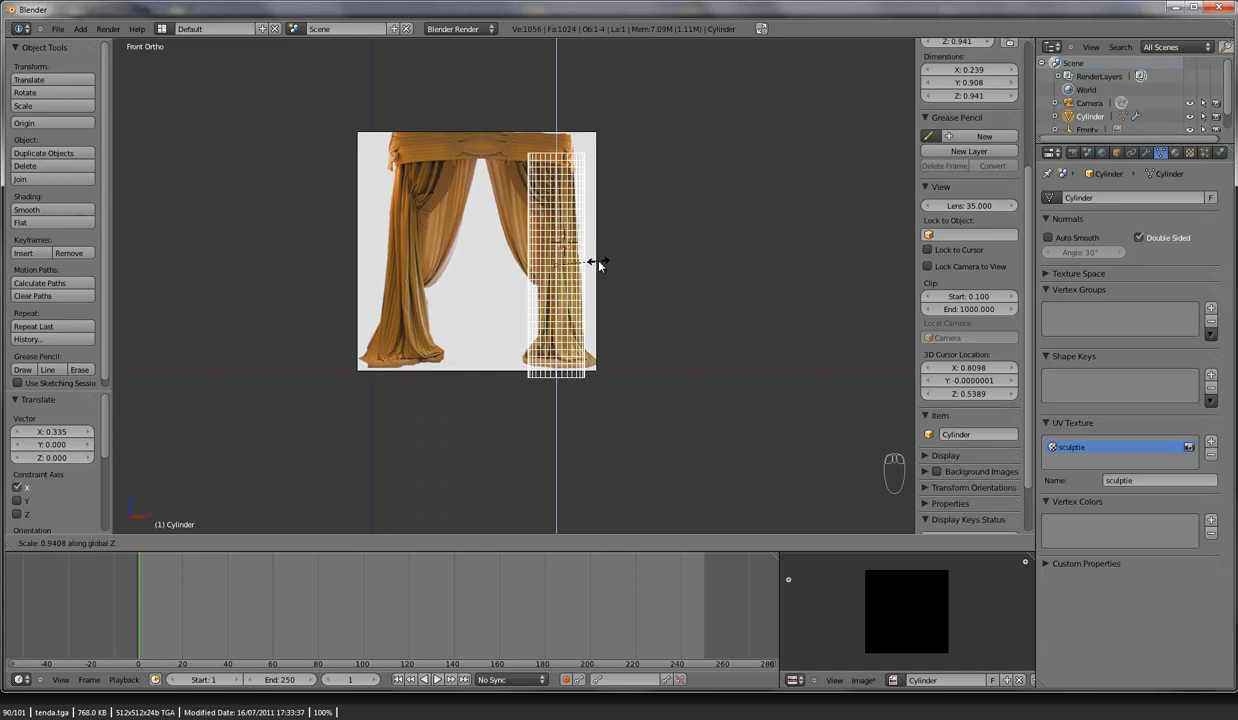 Blender
File Add Render Help
Default
Scene
Blender Render
Ve:1056 | Fa:1024 | Ob:1-4 | La:1 | Mem:7.09M (1.11M) | Cylinder
Object Tools
Transform:
Translate
Rotate
Scale
Origin
Object:
Duplicate Objects
Delete
Join
Shading:
Smooth
Flat
Keyframes:
Insert Remove
Motion Paths:
Calculate Paths
Clear Paths
Repeat:
Repeat Last
History...
Grease Pencil:
Draw Line Erase
Use Sketching Sessio
Translate
Vector
X: 0.335
Y: 0.000
Z: 0.000
Constraint Axis
X
Y
Z
Orientation
Front Ortho
(1) Cylinder
Scale: 0.9408 along global Z
Z: 0.941
Dimensions:
X: 0.239
Y: 0.908
Z: 0.941
Grease Pencil
New
New Layer
Delete Frame Convert
View
Lens: 35.000
Lock to Object:
Lock to Cursor
Lock Camera to View
Clip:
Start: 0.100
End: 1000.000
Local Camera:
Camera
3D Cursor Location:
X: 0.8098
Y: -0.0000001
Z: 0.5389
Item
Cylinder
Display
Background Images
Transform Orientations
Properties
Display Keys Status
View Search All Scenes
Scene
RenderLayers
World
Camera
Cylinder
Empty
Cylinder Cylinder
Cylinder F
Normals
Auto Smooth Double Sided
Angle: 30°
Texture Space
Vertex Groups
Shape Keys
UV Texture
sculptie
Name: sculptie
Vertex Colors
Custom Properties
-40 -20 0 20 40 60 80 100 120 140 160 180 200 220 240 260 280
View Frame Playback Start: 1 End: 250 1 No Sync
View Image* Cylinder F
90/101 tenda.tga 768.0 KB 512x512x24b TGA Modified Date: 16/07/2011 17:33:37 100%